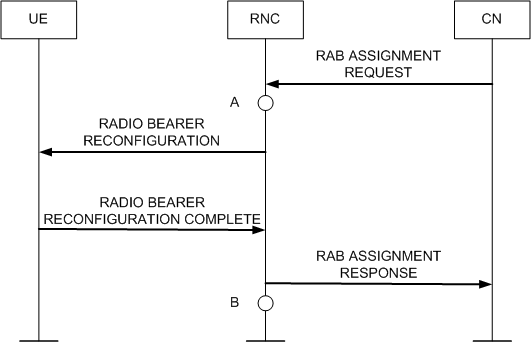 UE
RNC
CN
RAB ASSIGNMENT
REQUEST
A
RADIO BEARER
RECONFIGURATION
RADIO BEARER
RECONFIGURATION COMPLETE
RAB ASSIGNMENT
RESPONSE
B